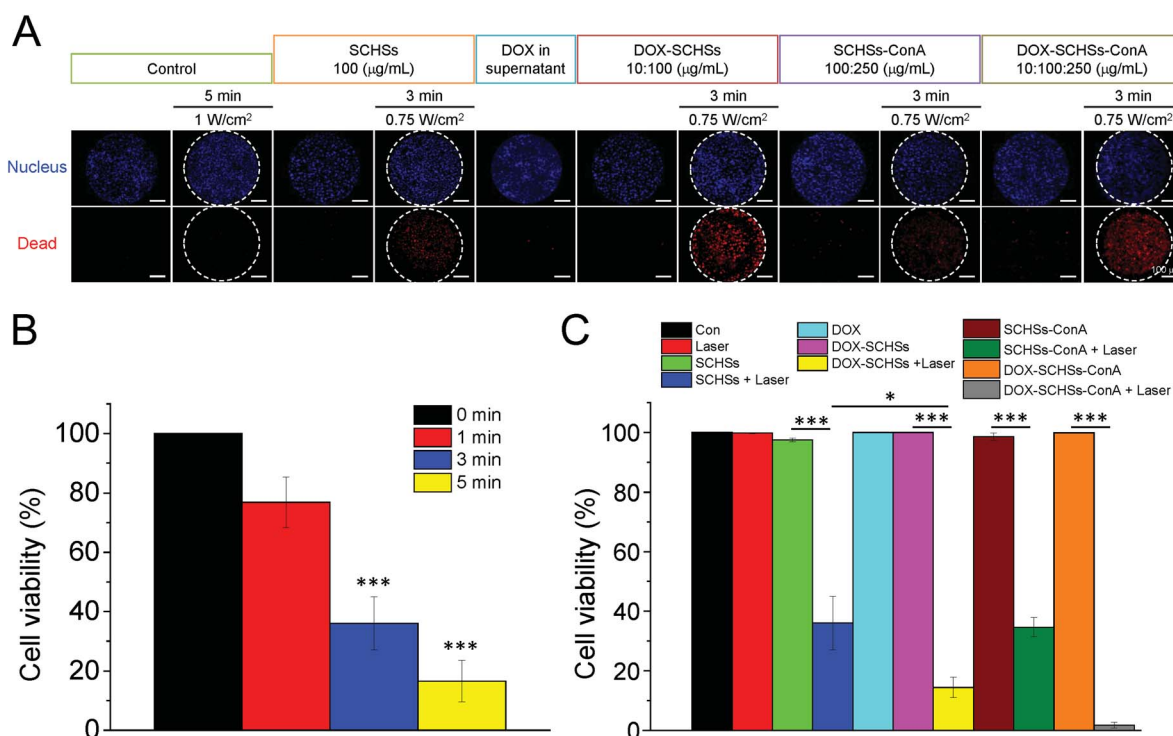 A
Control
SCHSs
100 (μg/mL)
DOX in
supernatant
DOX-SCHSs
10:100 (μg/mL)
SCHSs-ConA
100:250 (μg/mL)
DOX-SCHSs-ConA
10:100:250 (μg/mL)
5 min
3 min
3 min
3 min
3 min
1 W/cm²
0.75 W/cm²
0.75 W/cm²
0.75 W/cm²
0.75 W/cm²
Nucleus
Dead
100 μ
B
Cell viability (%)
100
80
60
40
20
0
0 min
1 min
3 min
5 min
***
***
C
Con
Laser
SCHSs
SCHSs + Laser
DOX
DOX-SCHSs
DOX-SCHSs +Laser
SCHSs-ConA
SCHSs-ConA + Laser
DOX-SCHSs-ConA
DOX-SCHSs-ConA + Laser
Cell viability (%)
100
80
60
40
20
0
*
***
***
***
***